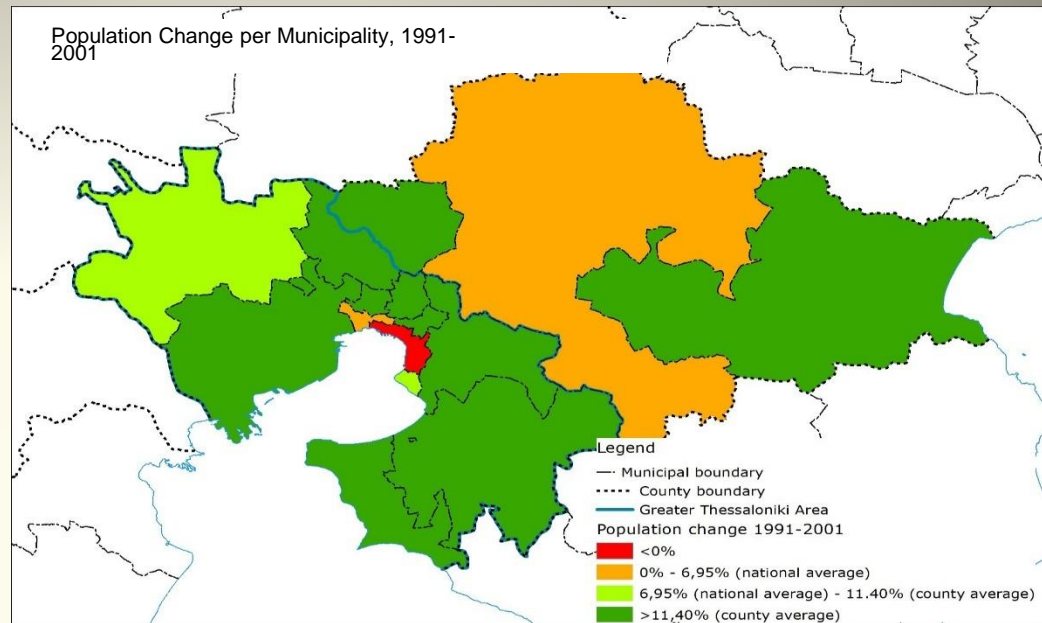 Population Change per Municipality, 1991-
2001
Legend
Municipal boundary
County boundary
Greater Thessaloniki Area
Population change 1991-2001
<0%
0% - 6,95% (national average)
6,95% (national average) - 11.40% (county average)
>11,40% (county average)